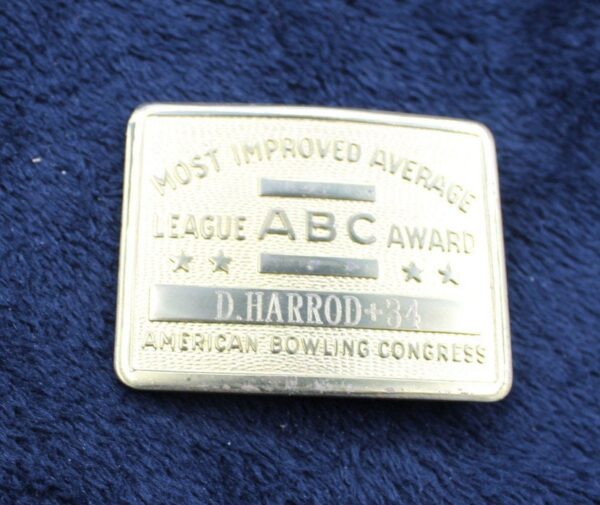 MOST IMPROVED AVERAGE
LEAGUE ABC AWARD
D.HARROD+34
AMERICAN BOWLING CONGRESS